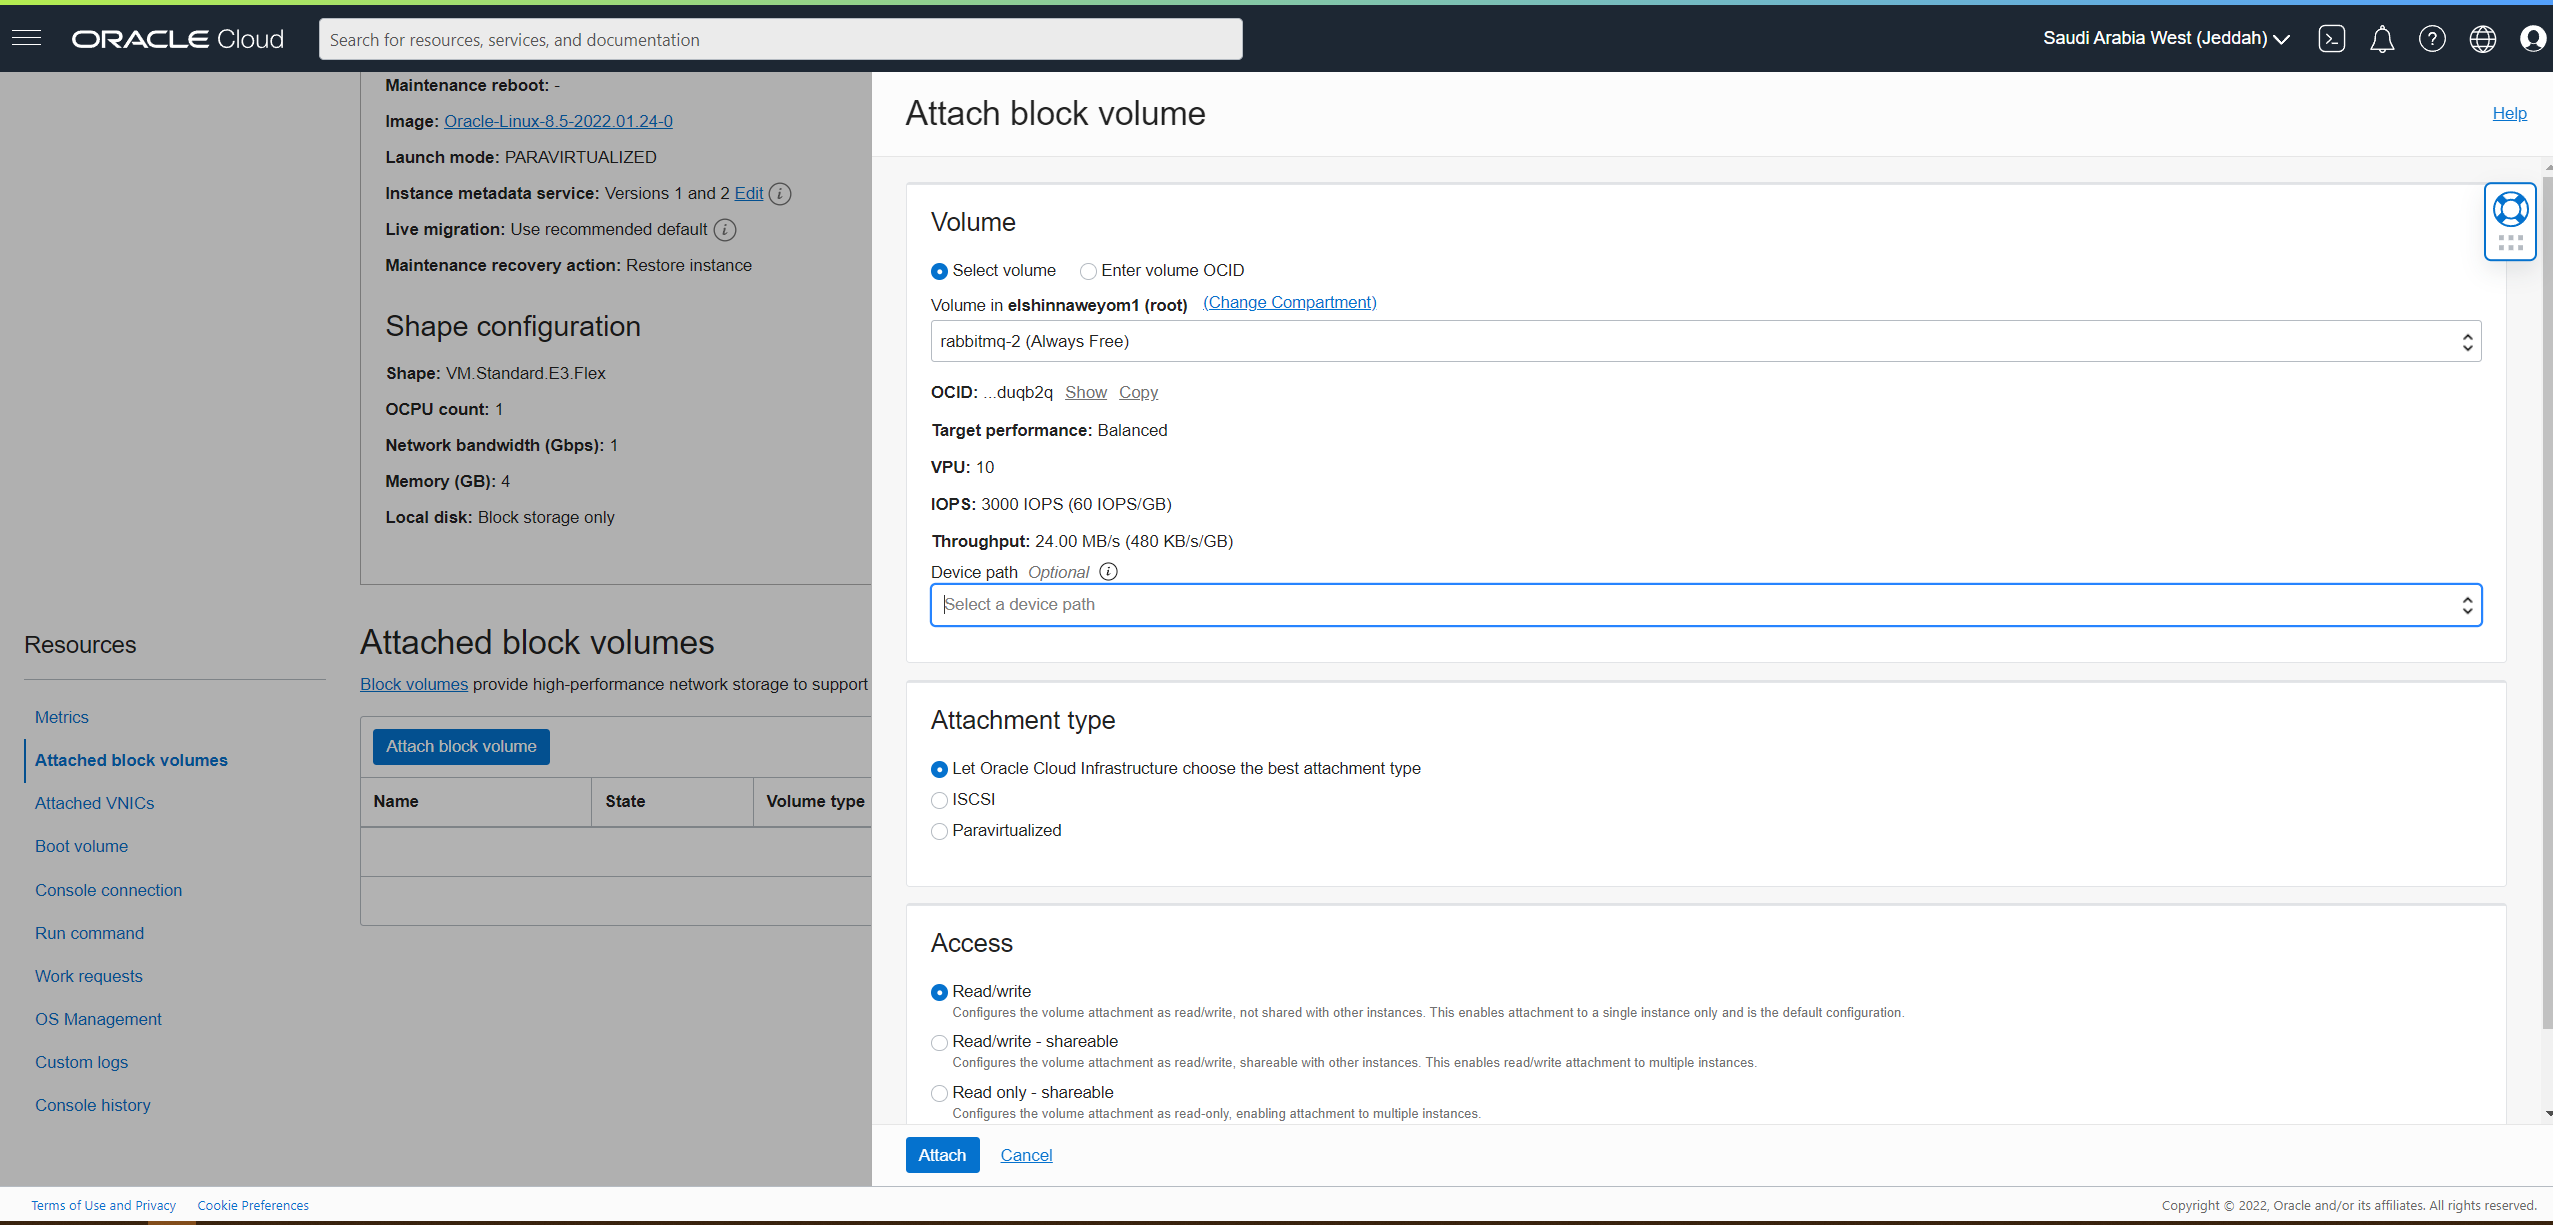 ORACLE Cloud
Search for resources, services, and documentation
Saudi Arabia West (Jeddah)
Maintenance reboot: -
Image: Oracle-Linux-8.5-2022.01.24-0
Launch mode: PARAVIRTUALIZED
Instance metadata service: Versions 1 and 2 Edit
Live migration: Use recommended default
Maintenance recovery action: Restore instance
Shape configuration
Shape: VM.Standard.E3.Flex
OCPU count: 1
Network bandwidth (Gbps): 1
Memory (GB): 4
Local disk: Block storage only
Resources
Metrics
Attached block volumes
Attached VNICs
Boot volume
Console connection
Run command
Work requests
OS Management
Custom logs
Console history
Attached block volumes
Block volumes provide high-performance network storage to support
Attach block volume
Name State Volume type
Attach block volume
Help
Volume
Select volume Enter volume OCID
Volume in elshinnaweyom1 (root) (Change Compartment)
rabbitmq-2 (Always Free)
OCID: ...duqb2q Show Copy
Target performance: Balanced
VPU: 10
IOPS: 3000 IOPS (60 IOPS/GB)
Throughput: 24.00 MB/s (480 KB/s/GB)
Device path Optional
Select a device path
Attachment type
Let Oracle Cloud Infrastructure choose the best attachment type
ISCSI
Paravirtualized
Access
Read/write
Configures the volume attachment as read/write, not shared with other instances. This enables attachment to a single instance only and is the default configuration.
Read/write - shareable
Configures the volume attachment as read/write, shareable with other instances. This enables read/write attachment to multiple instances.
Read only - shareable
Configures the volume attachment as read-only, enabling attachment to multiple instances.
Attach Cancel
Terms of Use and Privacy Cookie Preferences
Copyright © 2022, Oracle and/or its affiliates. All rights reserved.